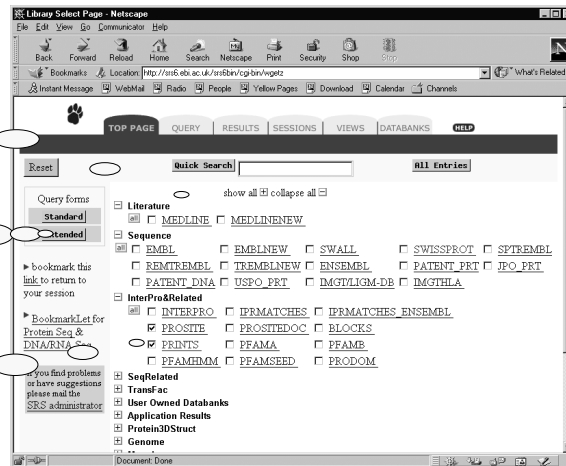 Library Select Page - Netscape
File Edit View Go Communicator Help
Back Forward Reload Home Search Netscape Print Security Shop Stop
Bookmarks Location: http://srs6.ebi.ac.uk/srs6bin/cgi-bin/wgetz What's Related
Instant Message WebMail Radio People Yellow Pages Download Calendar Channels
TOP PAGE QUERY RESULTS SESSIONS VIEWS DATABANKS HELP
Reset Quick Search All Entries
show all collapse all
Query forms
Standard
tended
bookmark this
link to return to
your session
BookmarkLet for
Protein Seq &
DNA/RNA
If you find problems
or have suggestions
please mail the
SRS administrator
Literature
all MEDLINE MEDLINENEW
Sequence
all EMBL EMBLNEW SWALL SWISSPROT SPTREMBL
REMTREMBL TREMBLNEW ENSEMBL PATENT_PRT JPO_PRT
PATENT_DNA USPO_PRT IMGT/LIGM-DB IMGTHLA
InterPro&Related
all INTERPRO IPRMATCHES IPRMATCHES_ENSEMBL
PROSITE PROSITEDOC BLOCKS
PRINTS PFAMA PFAMB
PFAMHMM PFAMSEED PRODOM
SeqRelated
TransFac
User Owned Databanks
Application Results
Protein3DStruct
Genome
Document: Done